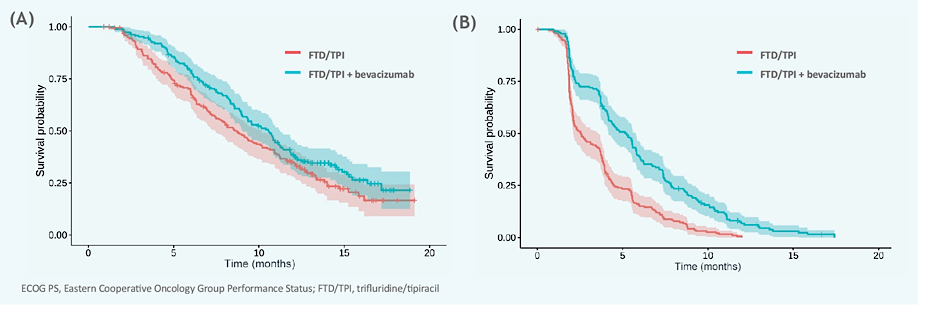 (A)
1.00
0.75
0.50
0.25
0.00
Survival probability
FTD/TPI
FTD/TPI + bevacizumab
0 5 10 15 20
Time (months)
(B)
1.00
0.75
0.50
0.25
0.00
Survival probability
FTD/TPI
FTD/TPI + bevacizumab
0 5 10 15 20
Time (months)
ECOG PS, Eastern Cooperative Oncology Group Performance Status; FTD/TPI, trifluridine/tipiracil